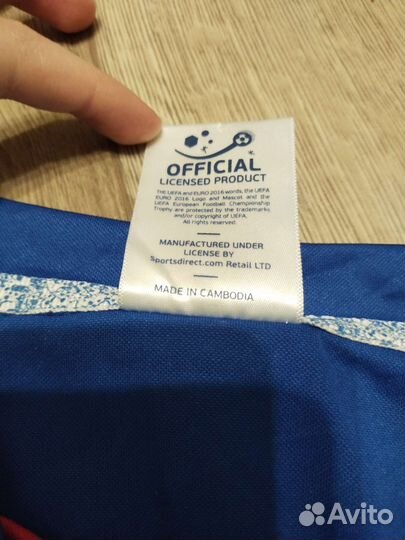 OFFICIAL
LICENSED PRODUCT
THE UEFA and EURO 2016 words, the UEFA
EURO 2016 Logo and Mascot and the
UEFA European Football Championship
Trophy are protected by the trademarks
and/or copyright of UEFA.
All rights reserved.
MANUFACTURED UNDER
LICENSE BY
Sportsdirect.com Retail LTD
MADE IN CAMBODIA
Avito